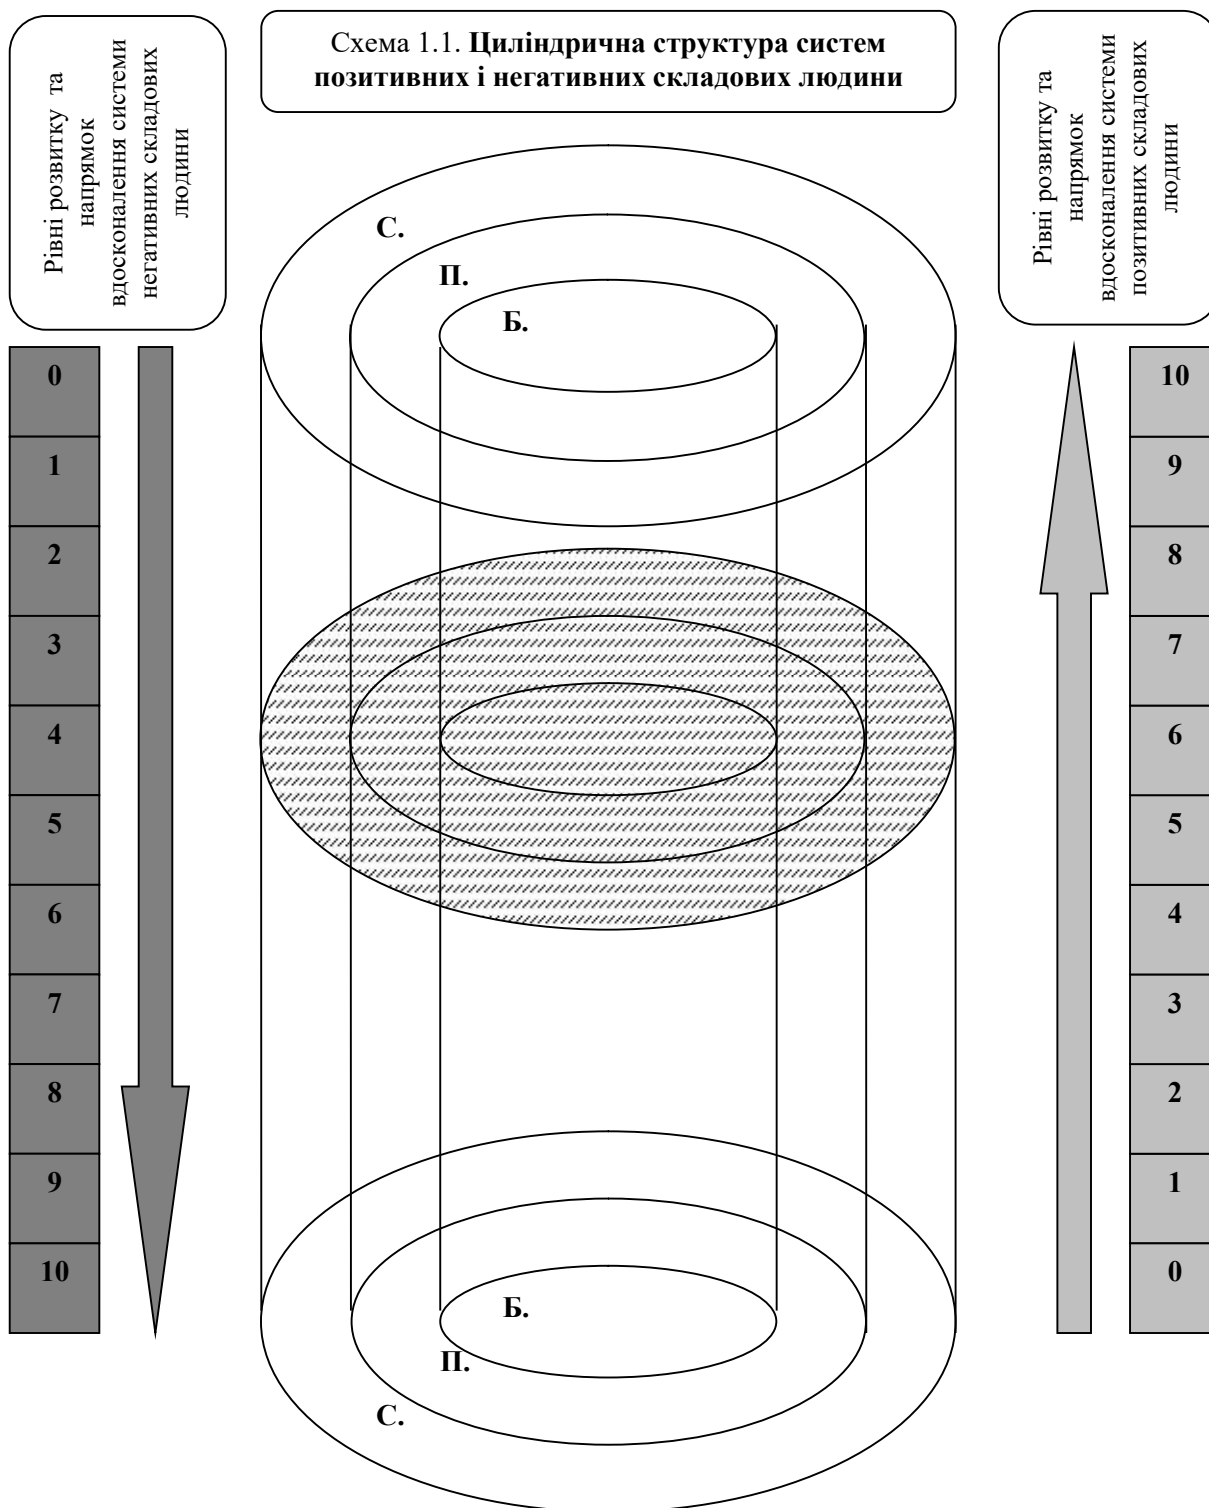 Рівні розвитку та
напрямок
вдосконалення системи
негативних складових
людини
Схема 1.1. Циліндрична структура систем
позитивних і негативних складових людини
Рівні розвитку та
напрямок
вдосконалення системи
позитивних складових
людини
С.
П.
Б.
0
1
2
3
4
5
6
7
8
9
10
10
9
8
7
6
5
4
3
2
1
0
Б.
П.
С.